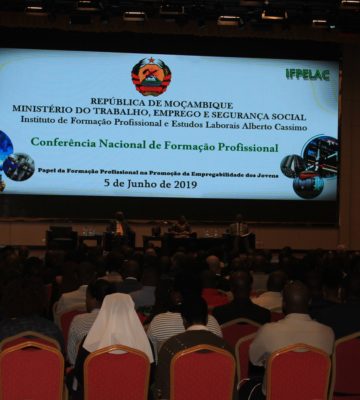 IFPELAC
REPÚBLICA DE MOÇAMBIQUE
MINISTÉRIO DO TRABALHO, EMPREGO E SEGURANÇA SOCIAL
Instituto de Formação Profissional e Estudos Laborais Alberto Cassimo
Conferência Nacional de Formação Profissional
Papel da Formação Profissional na Promoção da Empregabilidade dos Jovens
5 de Junho de 2019